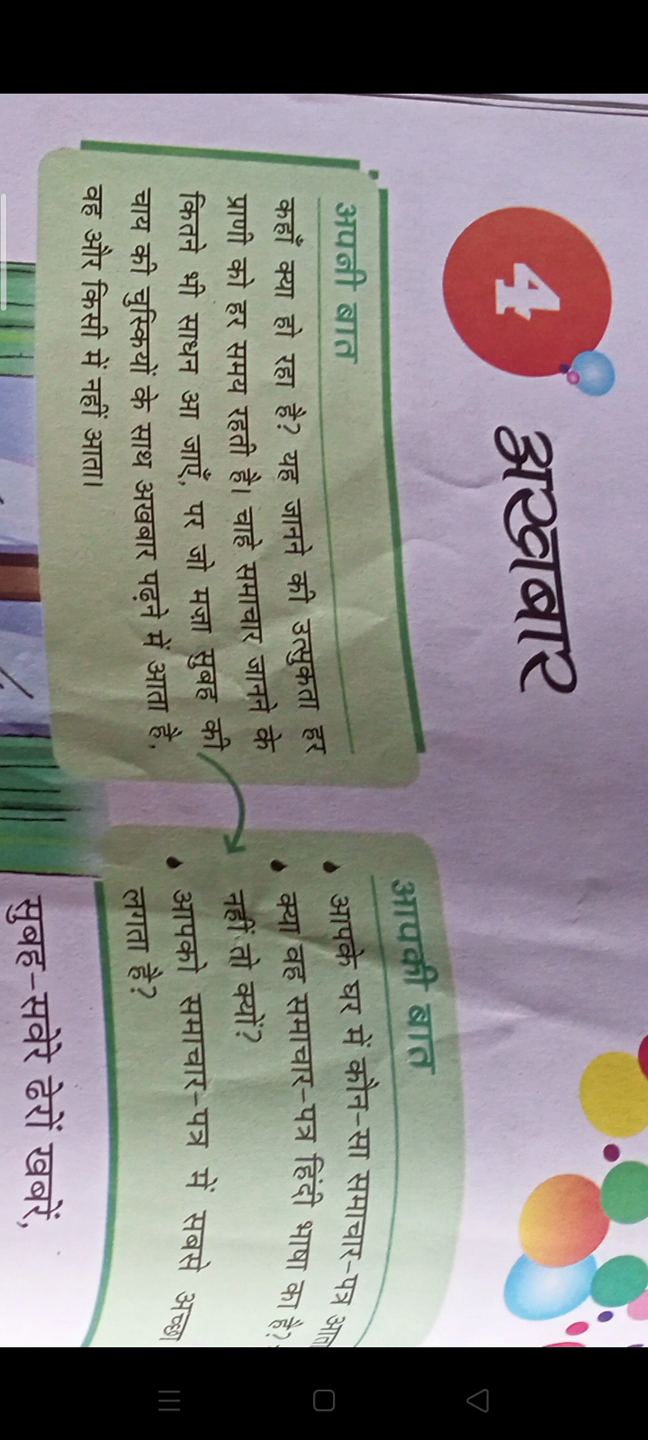 4
अख़बार
अपनी बात
कहाँ क्या हो रहा है? यह जानने की उत्सुकता हर
प्राणी को हर समय रहती है। चाहे समाचार जानने के
कितने भी साधन आ जाएँ, पर जो मज़ा सुबह की
चाय की चुस्कियों के साथ अखबार पढ़ने में आता है,
वह और किसी में नहीं आता।
आपकी बात
आपके घर में कौन-सा समाचार-पत्र
क्या वह समाचार-पत्र हिंदी भाषा का है?
नहीं तो क्यों?
आपको समाचार-पत्र में सबसे अच्छा
लगता है?
सुबह-सवेरे ढेरों खबरें,